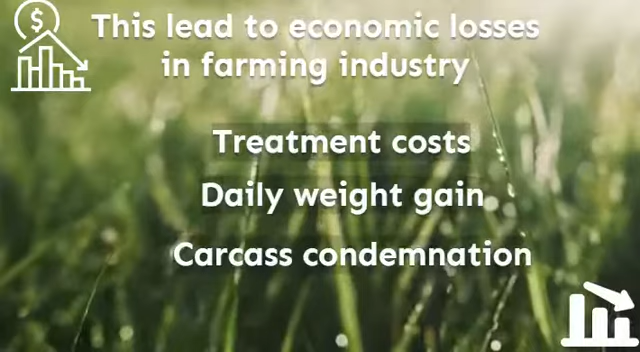 $
This lead to economic losses
in farming industry
Treatment costs
Daily weight gain
Carcass condemnation